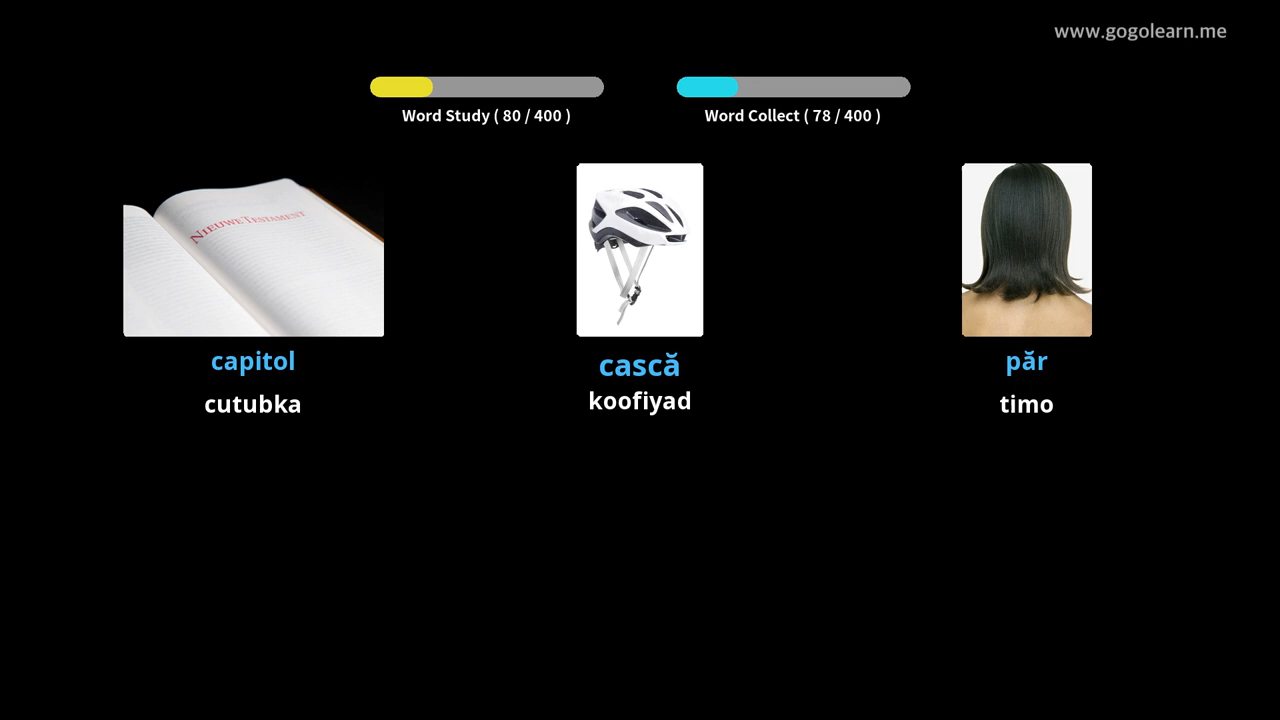 www.gogolearn.me
Word Study ( 80 / 400 )
Word Collect ( 78 / 400 )
NIEUWE TESTAMENT
capitol
cutubka
cască
koofiyad
păr
timo